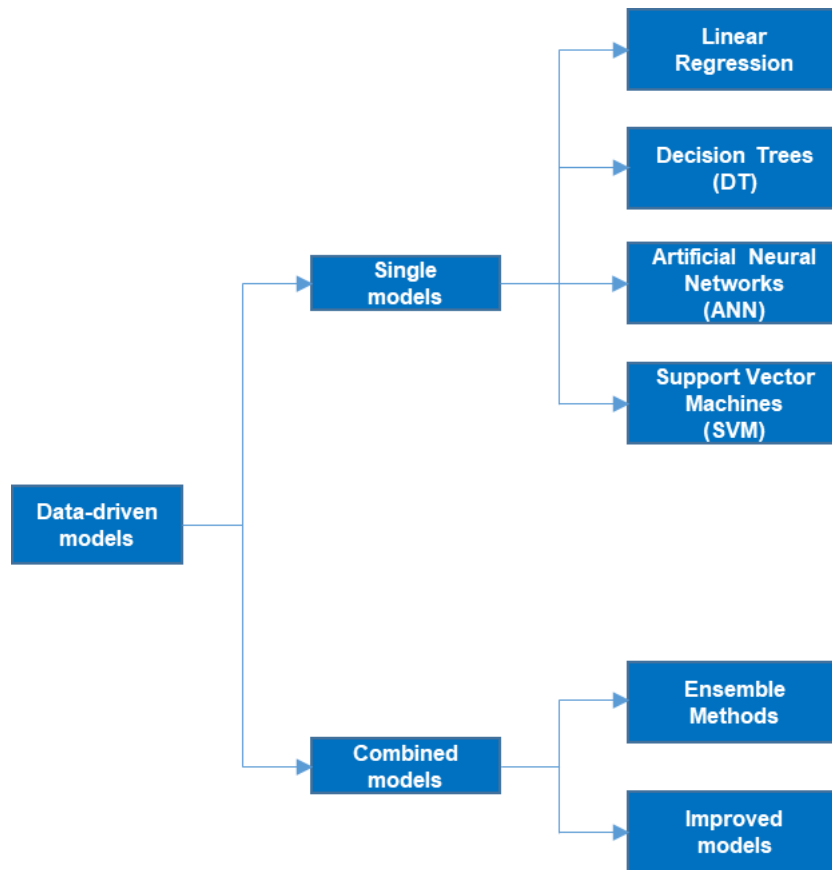 Linear
Regression
Decision Trees
(DT)
Single
models
Artificial Neural
Networks
(ANN)
Support Vector
Machines
(SVM)
Data-driven
models
Ensemble
Methods
Combined
models
Improved
models